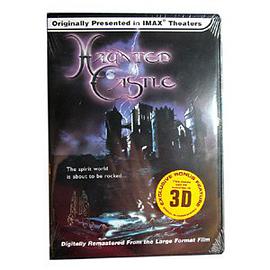 Originally Presented in IMAX® Theaters
HAUNTED
CASTLE
The spirit world
is about to be rocked...
EXCLUSIVE BONUS FEATURE
3D
Digitally Remastered From the Large Format Film